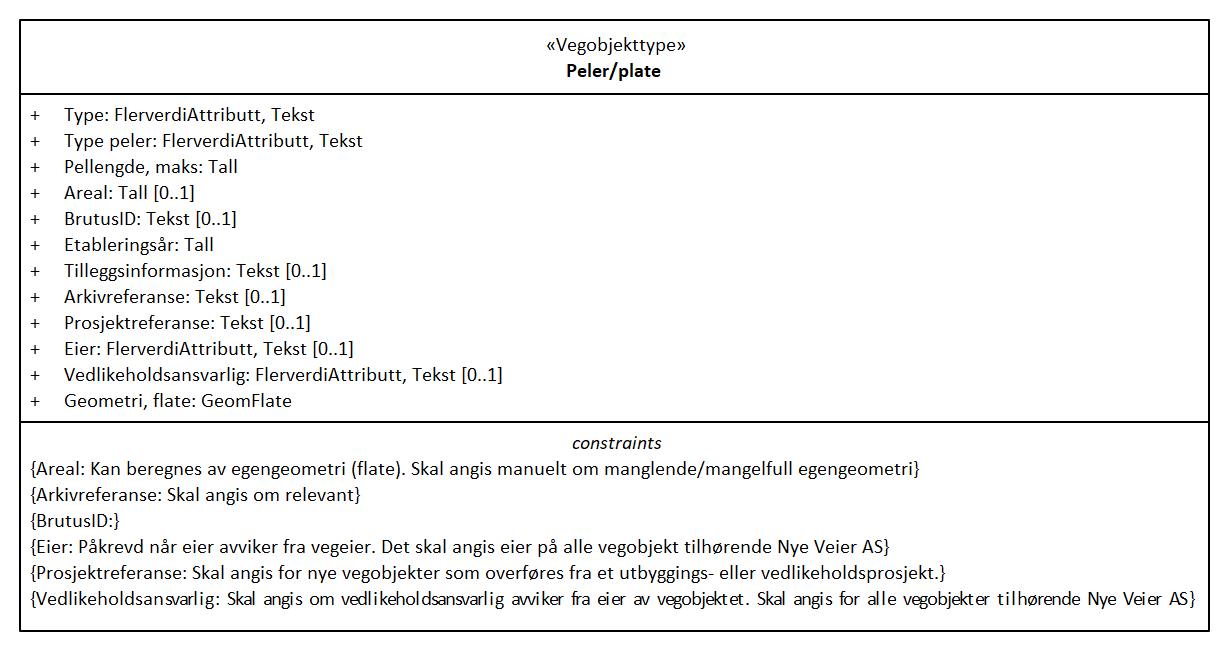 «Vegobjekttype»
Peler/plate
+ Type: FlerverdiAttributt, Tekst
+ Type peler: FlerverdiAttributt, Tekst
+ Pellengde, maks: Tall
+ Areal: Tall [0..1]
+ BrutusID: Tekst [0..1]
+ Etableringsår: Tall
+ Tilleggsinformasjon: Tekst [0..1]
+ Arkivreferanse: Tekst [0..1]
+ Prosjektreferanse: Tekst [0..1]
+ Eier: FlerverdiAttributt, Tekst [0..1]
+ Vedlikeholdsansvarlig: FlerverdiAttributt, Tekst [0..1]
+ Geometri, flate: GeomFlate
constraints
{Areal: Kan beregnes av egengeometri (flate). Skal angis manuelt om manglende/mangelfull egengeometri}
{Arkivreferanse: Skal angis om relevant}
{BrutusID:}
{Eier: Påkrevd når eier avviker fra vegeier. Det skal angis eier på alle vegobjekt tilhørende Nye Veier AS}
{Prosjektreferanse: Skal angis for nye vegobjekter som overføres fra et utbyggings- eller vedlikeholdsprosjekt.}
{Vedlikeholdsansvarlig: Skal angis om vedlikeholdsansvarlig avviker fra eier av vegobjektet. Skal angis for alle vegobjekter tilhørende Nye Veier AS}